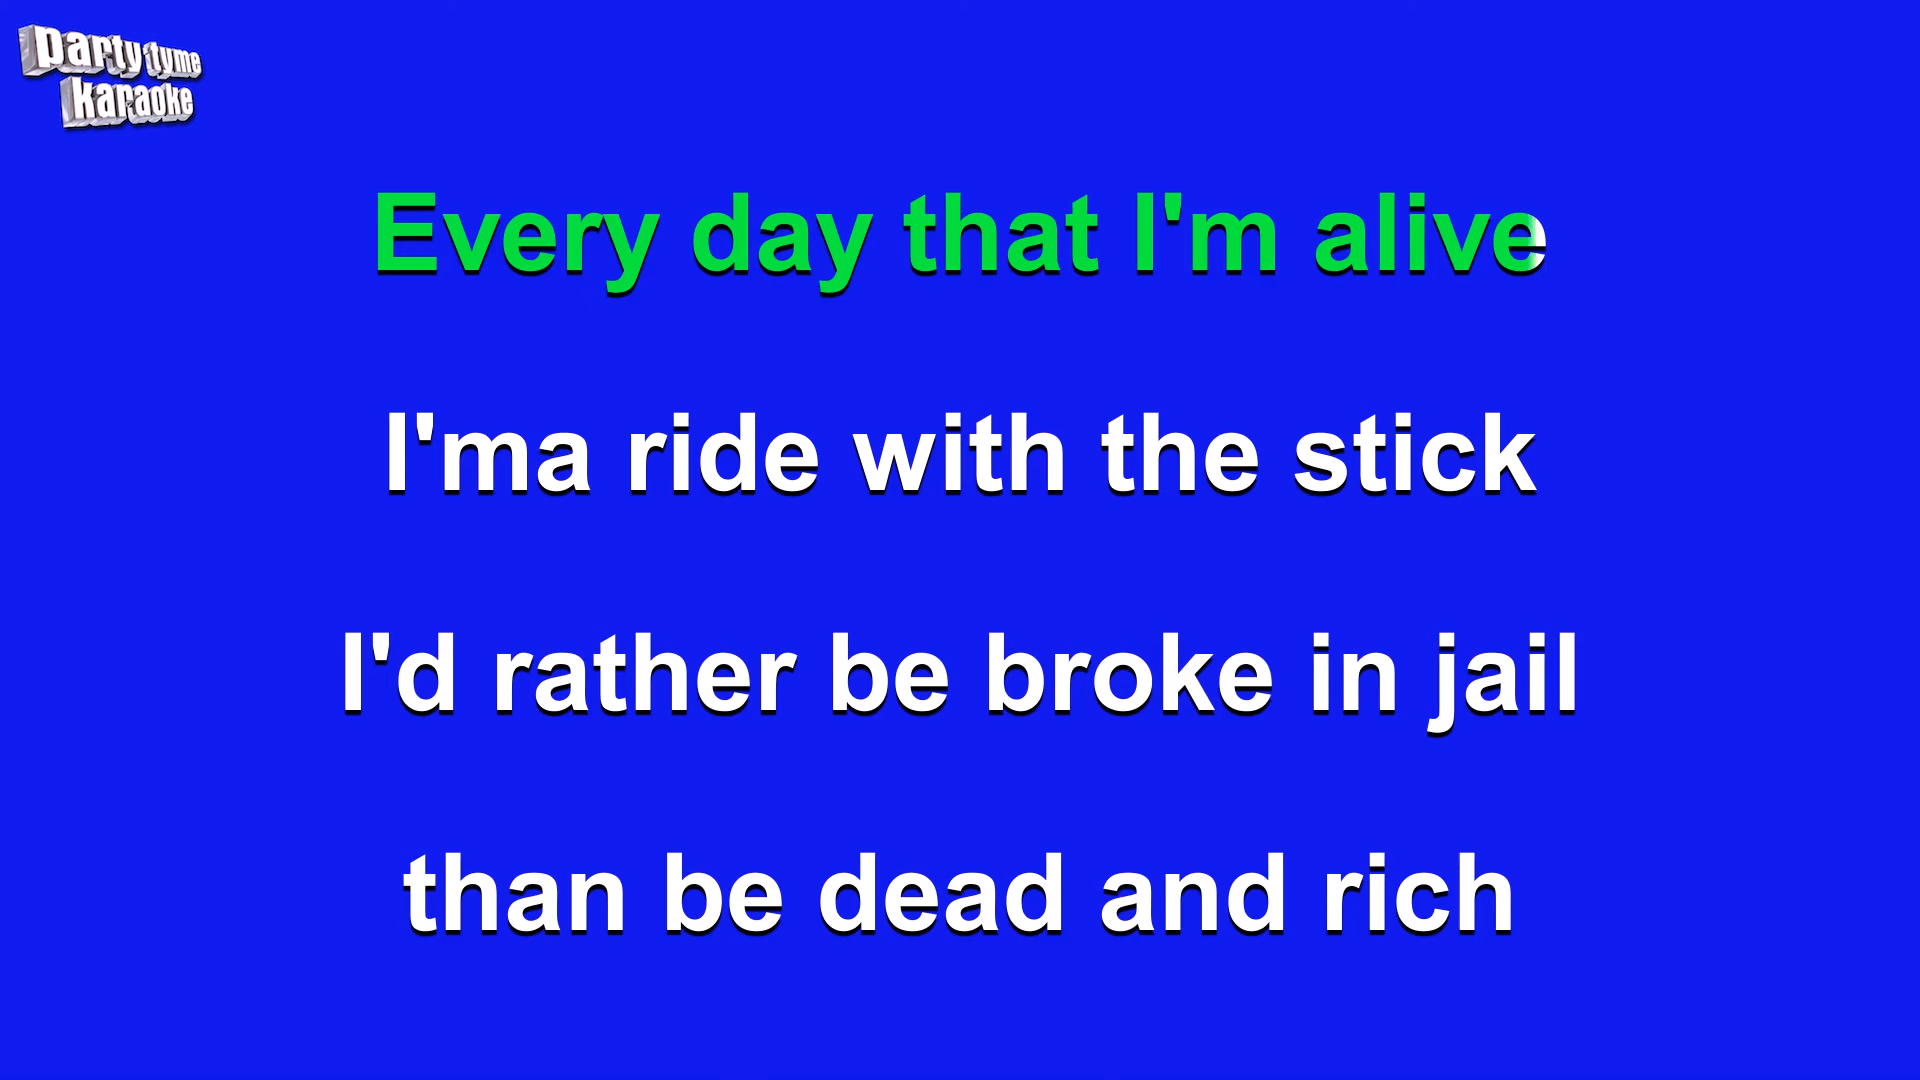 party tyme
karaoke
Every day that I'm alive
I'ma ride with the stick
I'd rather be broke in jail
than be dead and rich